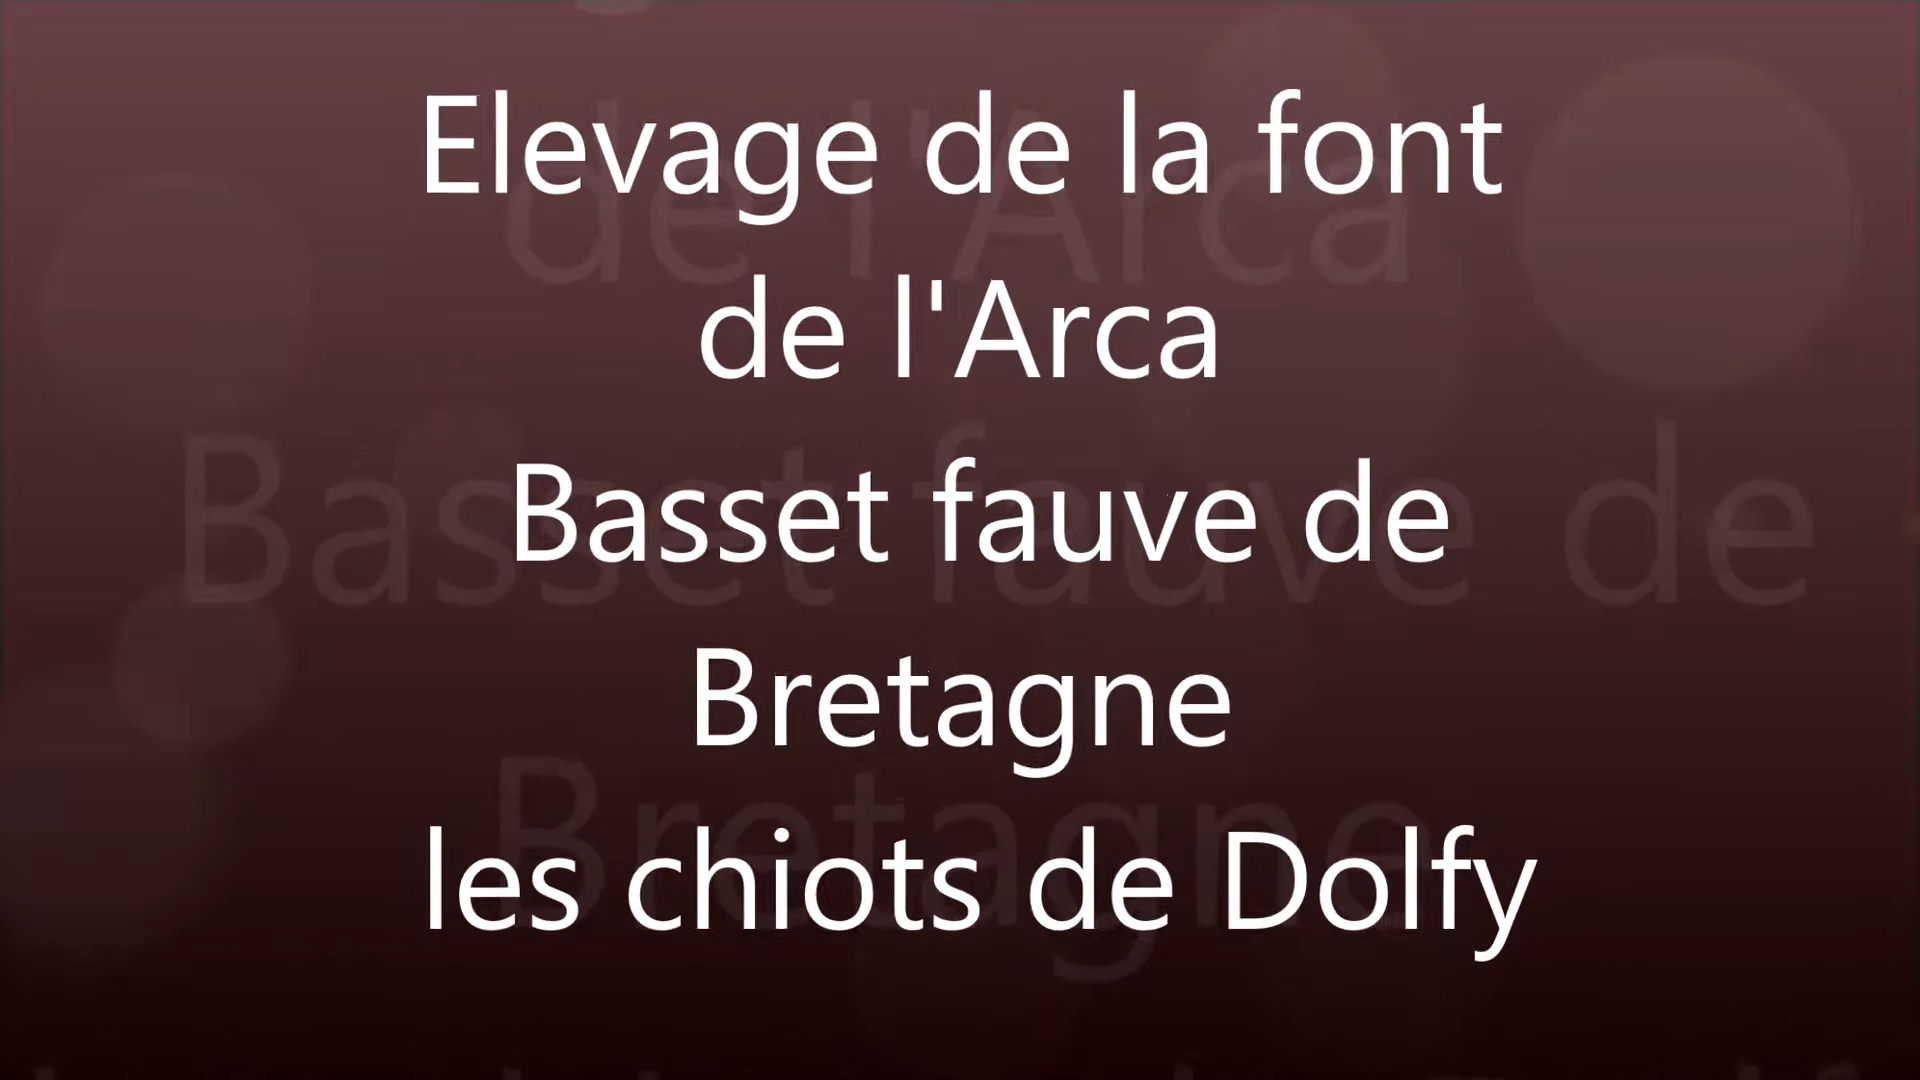 Elevage de la font
de l'Arca
Basset fauve de
Bretagne
les chiots de Dolfy